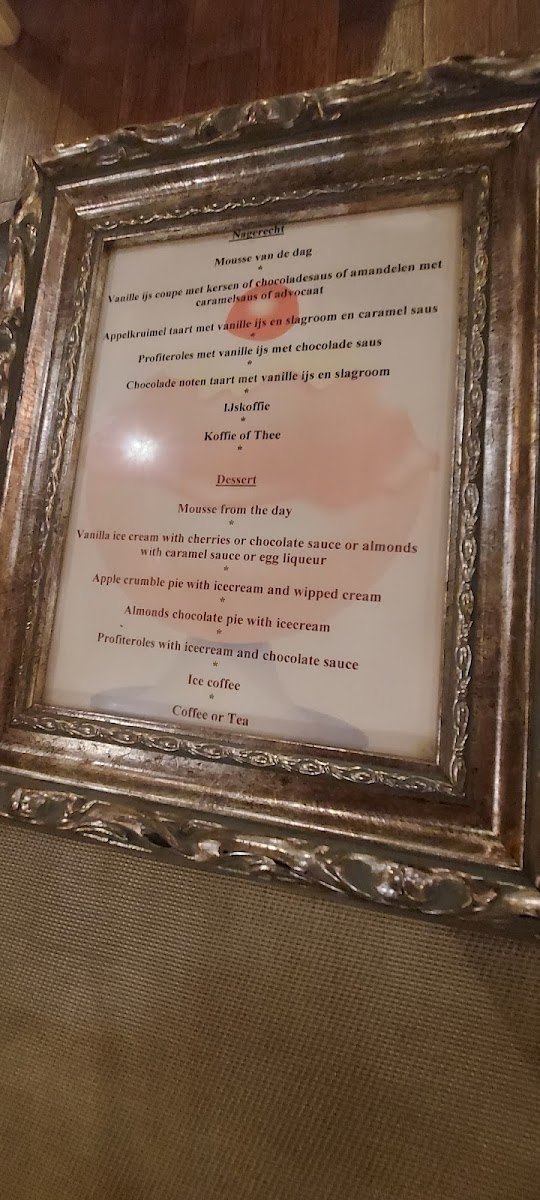 Nagerecht
Mousse van de dag
*
Vanille ijs coupe met kersen of chocoladesaus of amandelen met
caramelsaus of advocaat
*
Appelkruimel taart met vanille ijs en slagroom en caramel saus
*
Profiteroles met vanille ijs met chocolade saus
*
Chocolade noten taart met vanille ijs en slagroom
*
IJskoffie
*
Koffie of Thee
*
Dessert
Mousse from the day
*
Vanilla ice cream with cherries or chocolate sauce or almonds
with caramel sauce or egg liqueur
*
Apple crumble pie with icecream and wipped cream
*
Almonds chocolate pie with icecream
*
Profiteroles with icecream and chocolate sauce
*
Ice coffee
*
Coffee or Tea